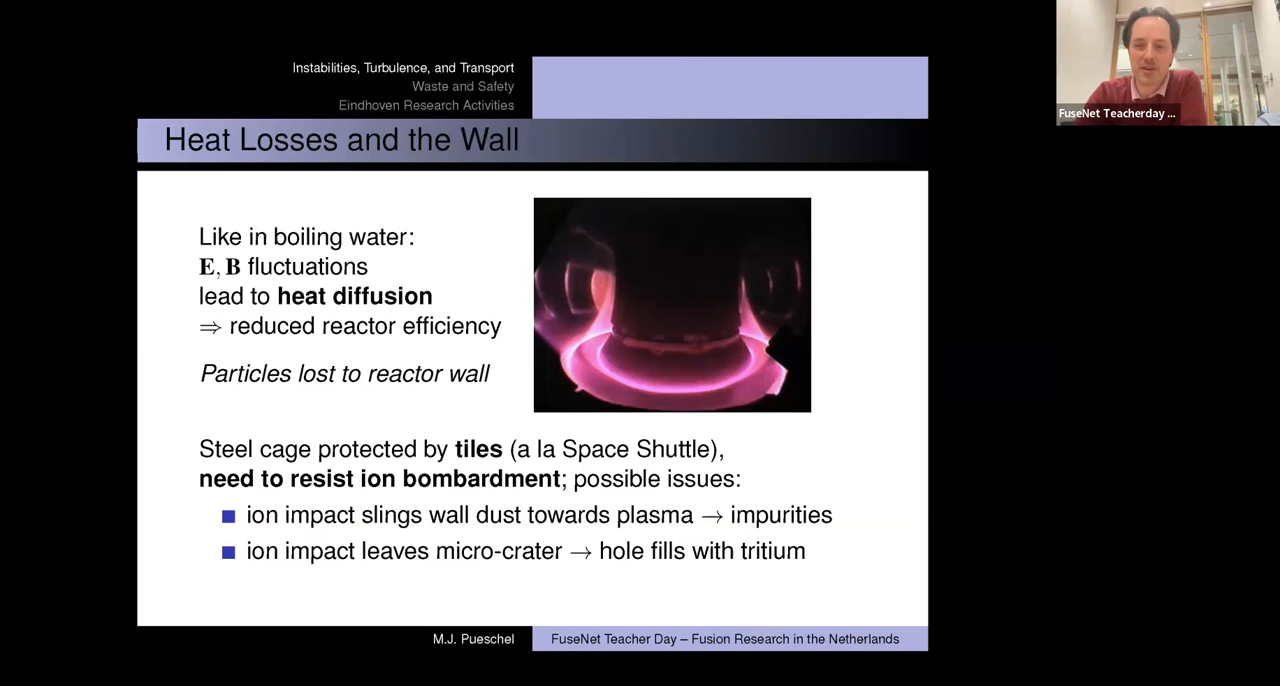 Instabilities, Turbulence, and Transport
Waste and Safety
Eindhoven Research Activities
Heat Losses and the Wall
Like in boiling water:
E, B fluctuations
lead to heat diffusion
⇒ reduced reactor efficiency
Particles lost to reactor wall
Steel cage protected by tiles (a la Space Shuttle),
need to resist ion bombardment; possible issues:
ion impact slings wall dust towards plasma → impurities
ion impact leaves micro-crater → hole fills with tritium
M.J. Pueschel
FuseNet Teacher Day – Fusion Research in the Netherlands
FuseNet Teacherday ...